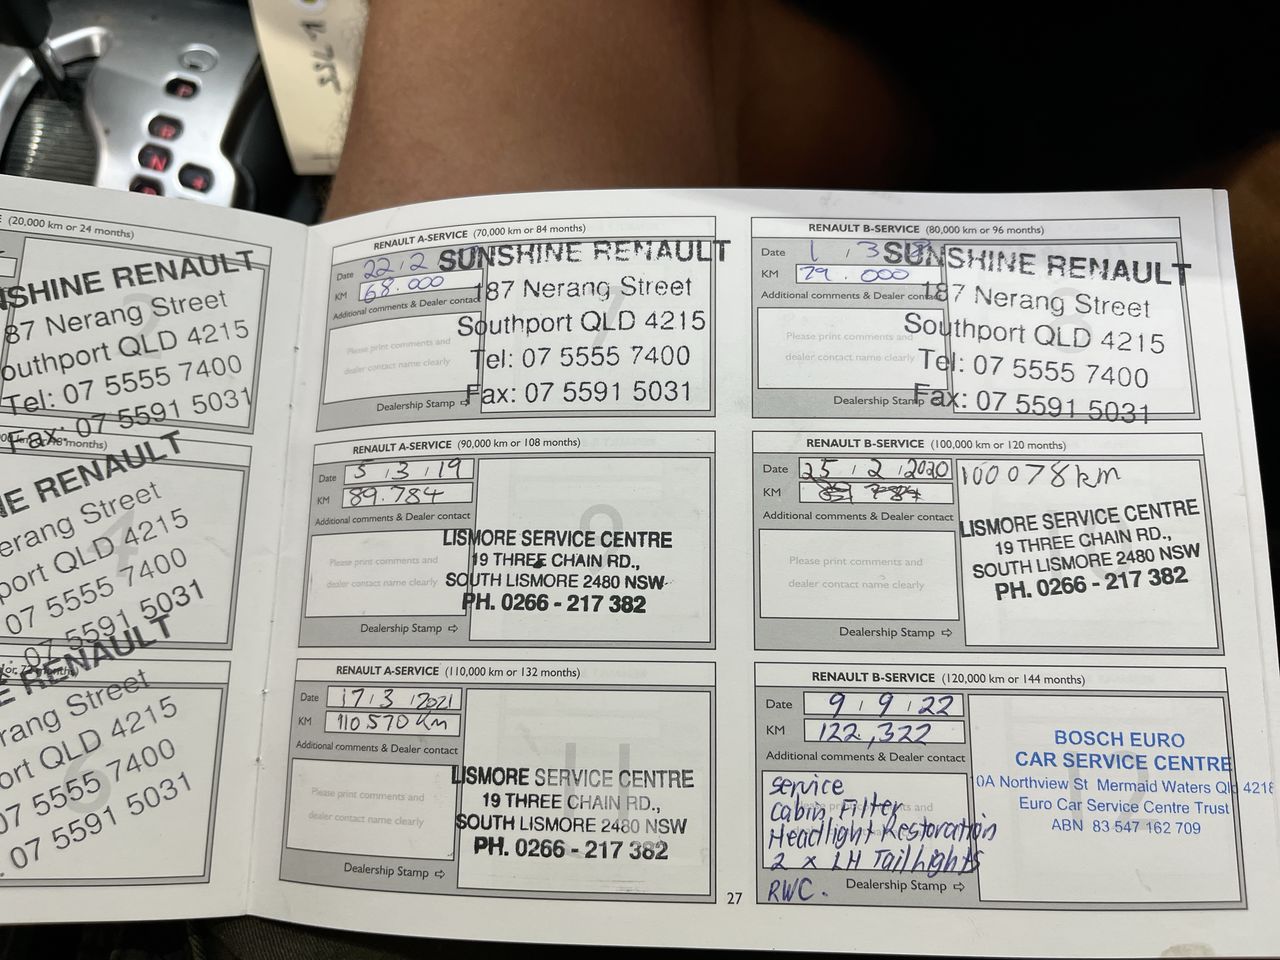 (20,000 km or 24 months)
NSHINE RENAULT
87 Nerang Street
outhport QLD 4215
Tel: 07 5555 7400
Fax: 07 5591 5031
months)
NE RENAULT
erang Street
port QLD 4215
07 5555 7400
07 5591 5031
E RENAULT
rang Street
ort QLD 4215
07 5555 7400
07 5591 5031
RENAULT A-SERVICE (70,000 km or 84 months)
Date 22 . 2
KM 68.000
Additional comments & Dealer contact
Please print comments and
dealer contact name clearly
Dealership Stamp ⇨
SUNSHINE RENAULT
187 Nerang Street
Southport QLD 4215
Tel: 07 5555 7400
Fax: 07 5591 5031
RENAULT B-SERVICE (80,000 km or 96 months)
Date 1 , 3
KM 79.000
Additional comments & Dealer
Please print comments and
dealer contact name clearly
Dealership Stamp
SUNSHINE RENAULT
187 Nerang Street
Southport QLD 4215
Tel: 07 5555 7400
Fax: 07 5591 5031
RENAULT A-SERVICE (90,000 km or 108 months)
Date 5 , 3 , 19
KM 89.784
Additional comments & Dealer contact
Please print comments and
dealer contact name clearly
Dealership Stamp ⇨
9
LISMORE SERVICE CENTRE
19 THREE CHAIN RD.,
SOUTH LISMORE 2480 NSW
PH. 0266 - 217 382
RENAULT B-SERVICE (100,000 km or 120 months)
Date 25 , 2 , 2020
KM
100078km
Additional comments & Dealer contact
Please print comments and
dealer contact name clearly
Dealership Stamp ⇨
LISMORE SERVICE CENTRE
19 THREE CHAIN RD.,
SOUTH LISMORE 2480 NSW
PH. 0266 - 217 382
RENAULT A-SERVICE (110,000 km or 132 months)
Date 17 , 3 , 2021
KM 110570 Km
Additional comments & Dealer contact
Please print comments and
dealer contact name clearly
Dealership Stamp ⇨
11
LISMORE SERVICE CENTRE
19 THREE CHAIN RD.,
SOUTH LISMORE 2480 NSW
PH. 0266 - 217 382
RENAULT B-SERVICE (120,000 km or 144 months)
Date 9 , 9 , 22
KM 122,322
Additional comments & Dealer contact
Service
Cabin Filter
Headlight Restoration
2 x LH Tailhights
RWC.
Dealership Stamp ⇨
12
BOSCH EURO
CAR SERVICE CENTRE
10A Northview St Mermaid Waters Qld 4218
Euro Car Service Centre Trust
ABN 83 547 162 709
27
P
R
N